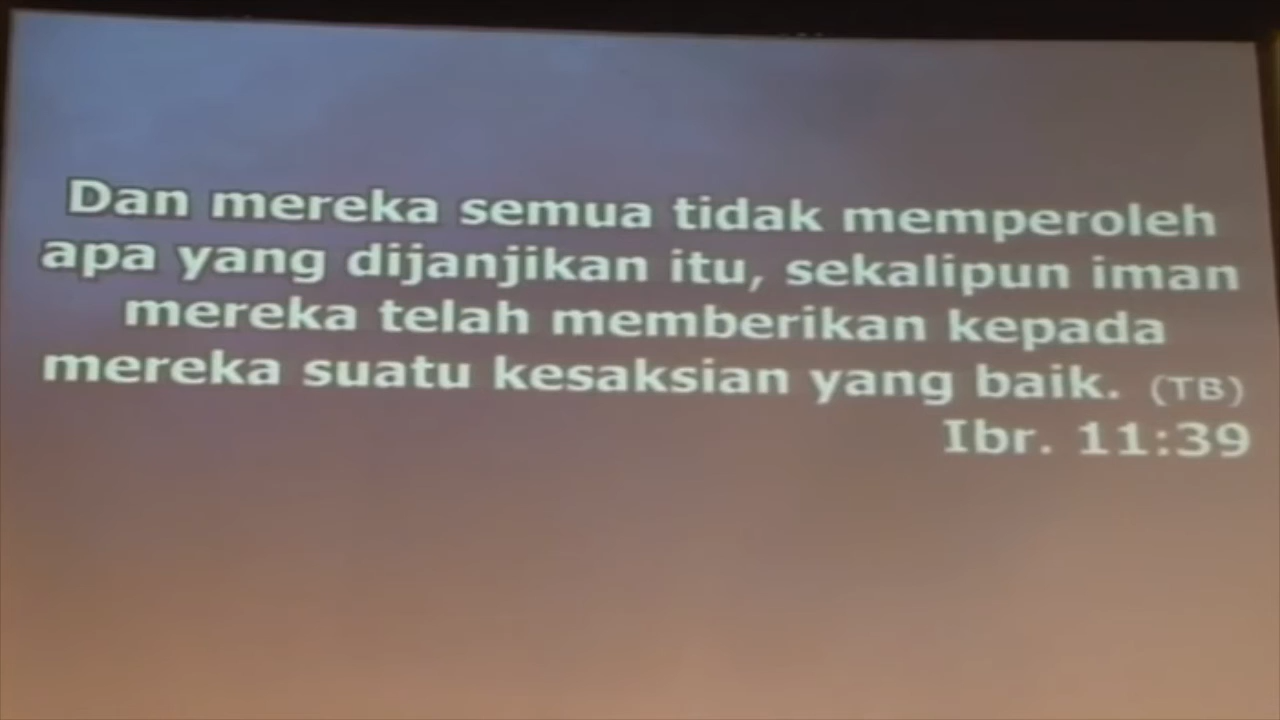 Dan mereka semua tidak memperoleh
apa yang dijanjikan itu, sekalipun iman
mereka telah memberikan kepada
mereka suatu kesaksian yang baik. (TB)
Ibr. 11:39